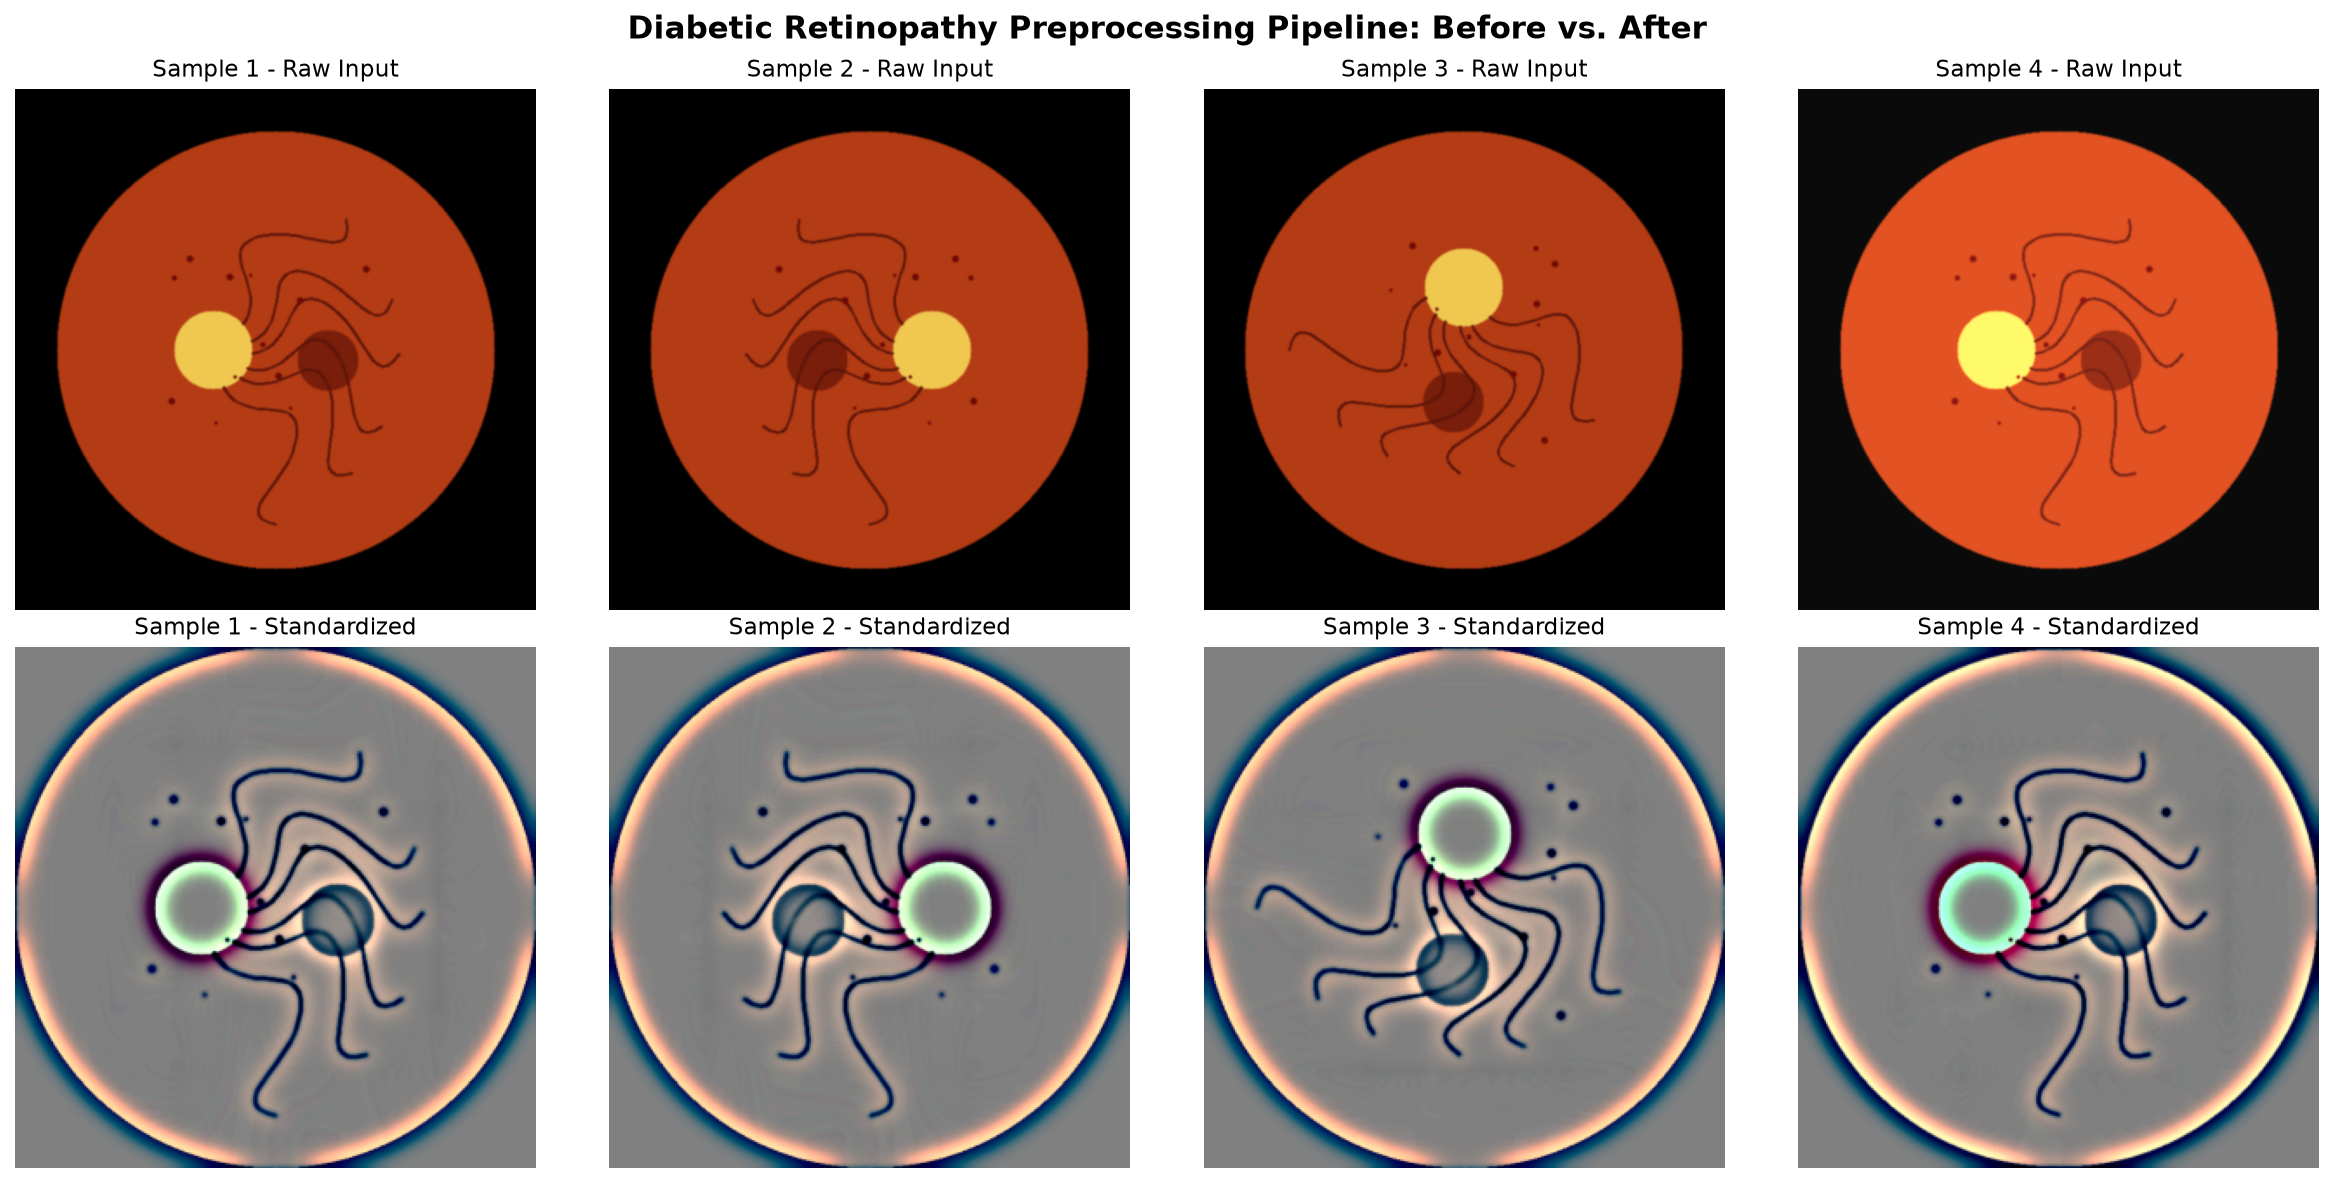 Diabetic Retinopathy Preprocessing Pipeline: Before vs. After
Sample 1 - Raw Input
Sample 2 - Raw Input
Sample 3 - Raw Input
Sample 4 - Raw Input
Sample 1 - Standardized
Sample 2 - Standardized
Sample 3 - Standardized
Sample 4 - Standardized